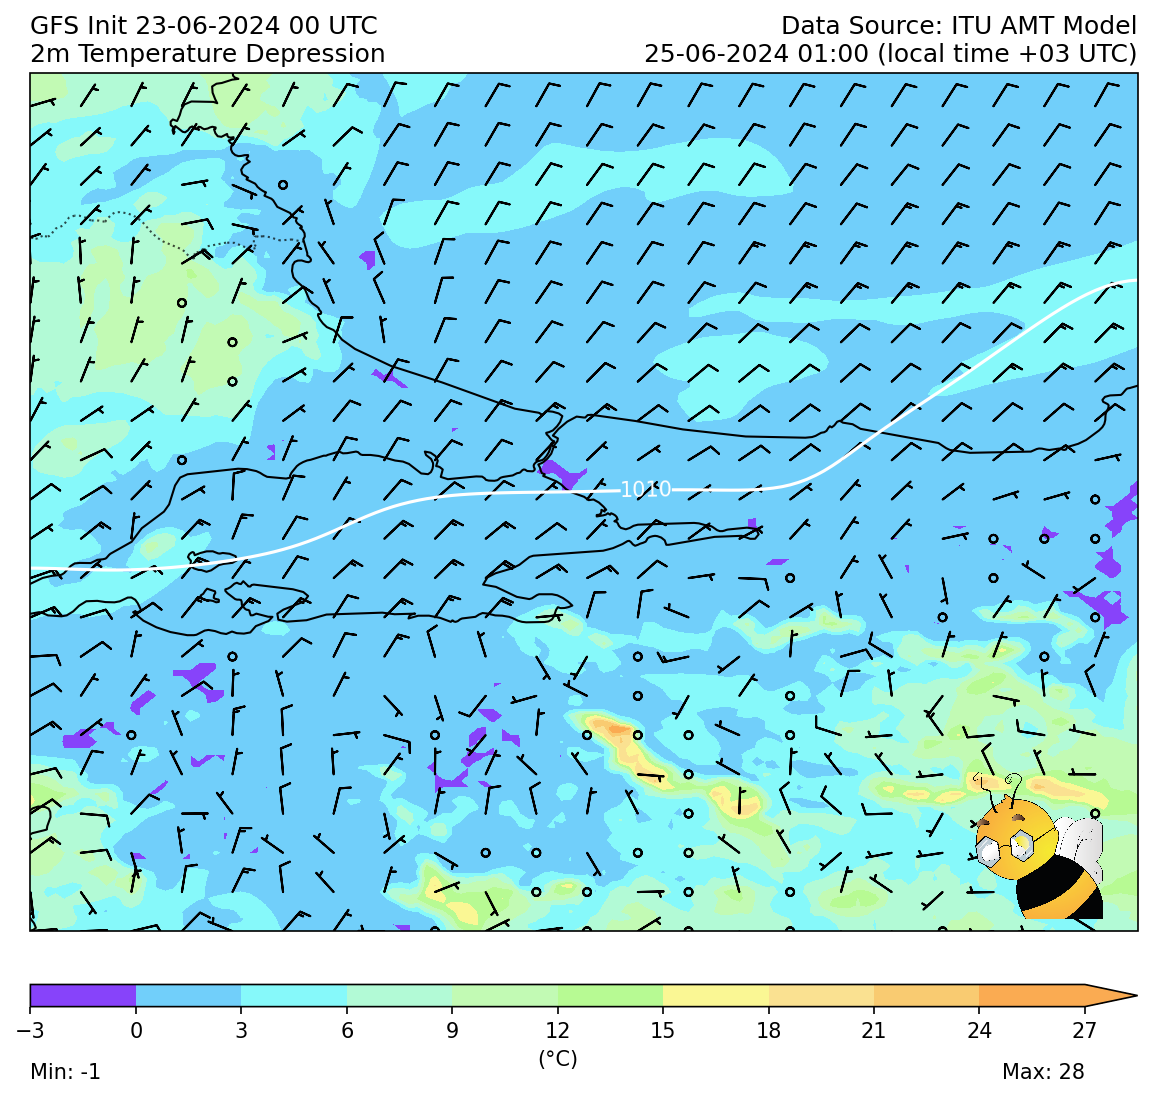 GFS Init 23-06-2024 00 UTC
Data Source: ITU AMT Model
2m Temperature Depression
25-06-2024 01:00 (local time +03 UTC)
1010
−3 0 3 6 9 12 15 18 21 24 27
(°C)
Min: -1
Max: 28